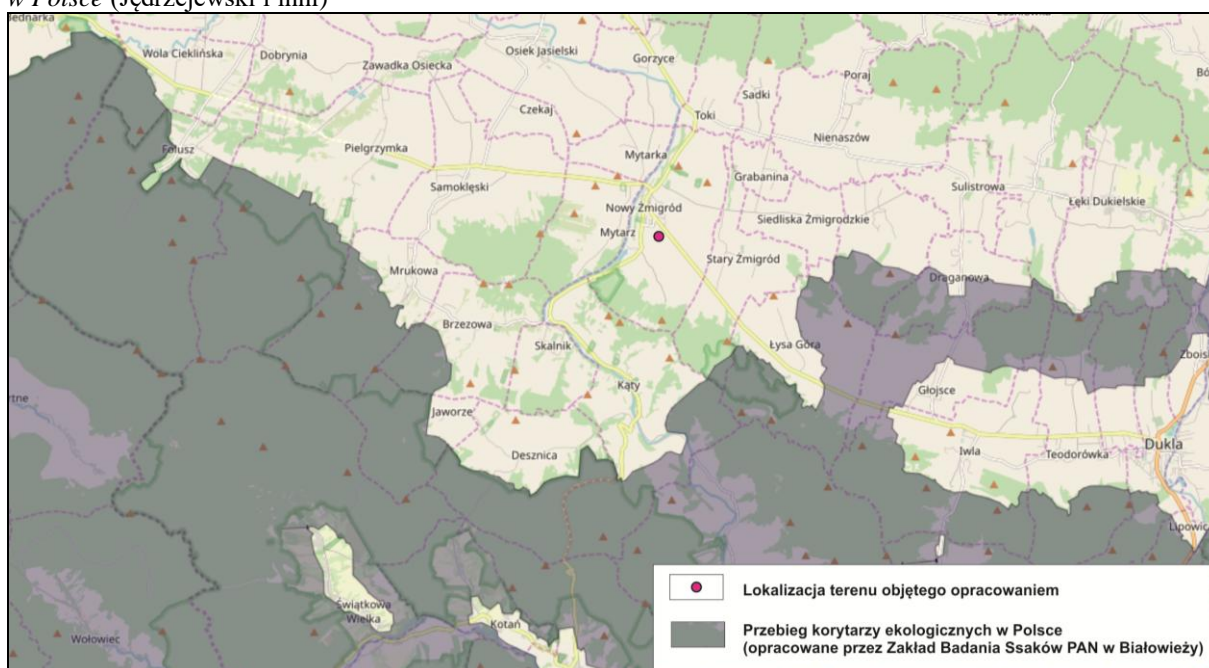 w Polsce (Jędrzejewski i inni)
Wola Cieklińska
Dobrynia
Zawadka Osiecka
Osiek Jasielski
Gorzyce
Sadki
Poraj
Czekaj
Toki
Nienaszów
Folusz
Pielgrzymka
Mytarka
Grabanina
Samoklęski
Sulistrowa
Łęki Dukielskie
Nowy Żmigród
Siedliska Żmigrodzkie
Mytarz
Stary Żmigród
Mrukowa
Draganowa
Brzezowa
Skalnik
Łysa Góra
Kąty
Głojsce
Jaworze
Dukla
Desznica
Iwla
Teodorówka
Świątkowa
Wielka
Kotań
Wołowiec
Lokalizacja terenu objętego opracowaniem
Przebieg korytarzy ekologicznych w Polsce
(opracowane przez Zakład Badania Ssaków PAN w Białowieży)